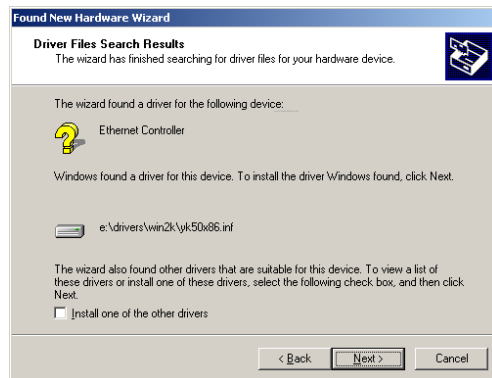 Found New Hardware Wizard
Driver Files Search Results
The wizard has finished searching for driver files for your hardware device.
The wizard found a driver for the following device:
Ethernet Controller
Windows found a driver for this device. To install the driver Windows found, click Next.
e:\drivers\win2k\yk50x86.inf
The wizard also found other drivers that are suitable for this device. To view a list of
these drivers or install one of these drivers, select the following check box, and then click
Next.
Install one of the other drivers
< Back Next > Cancel